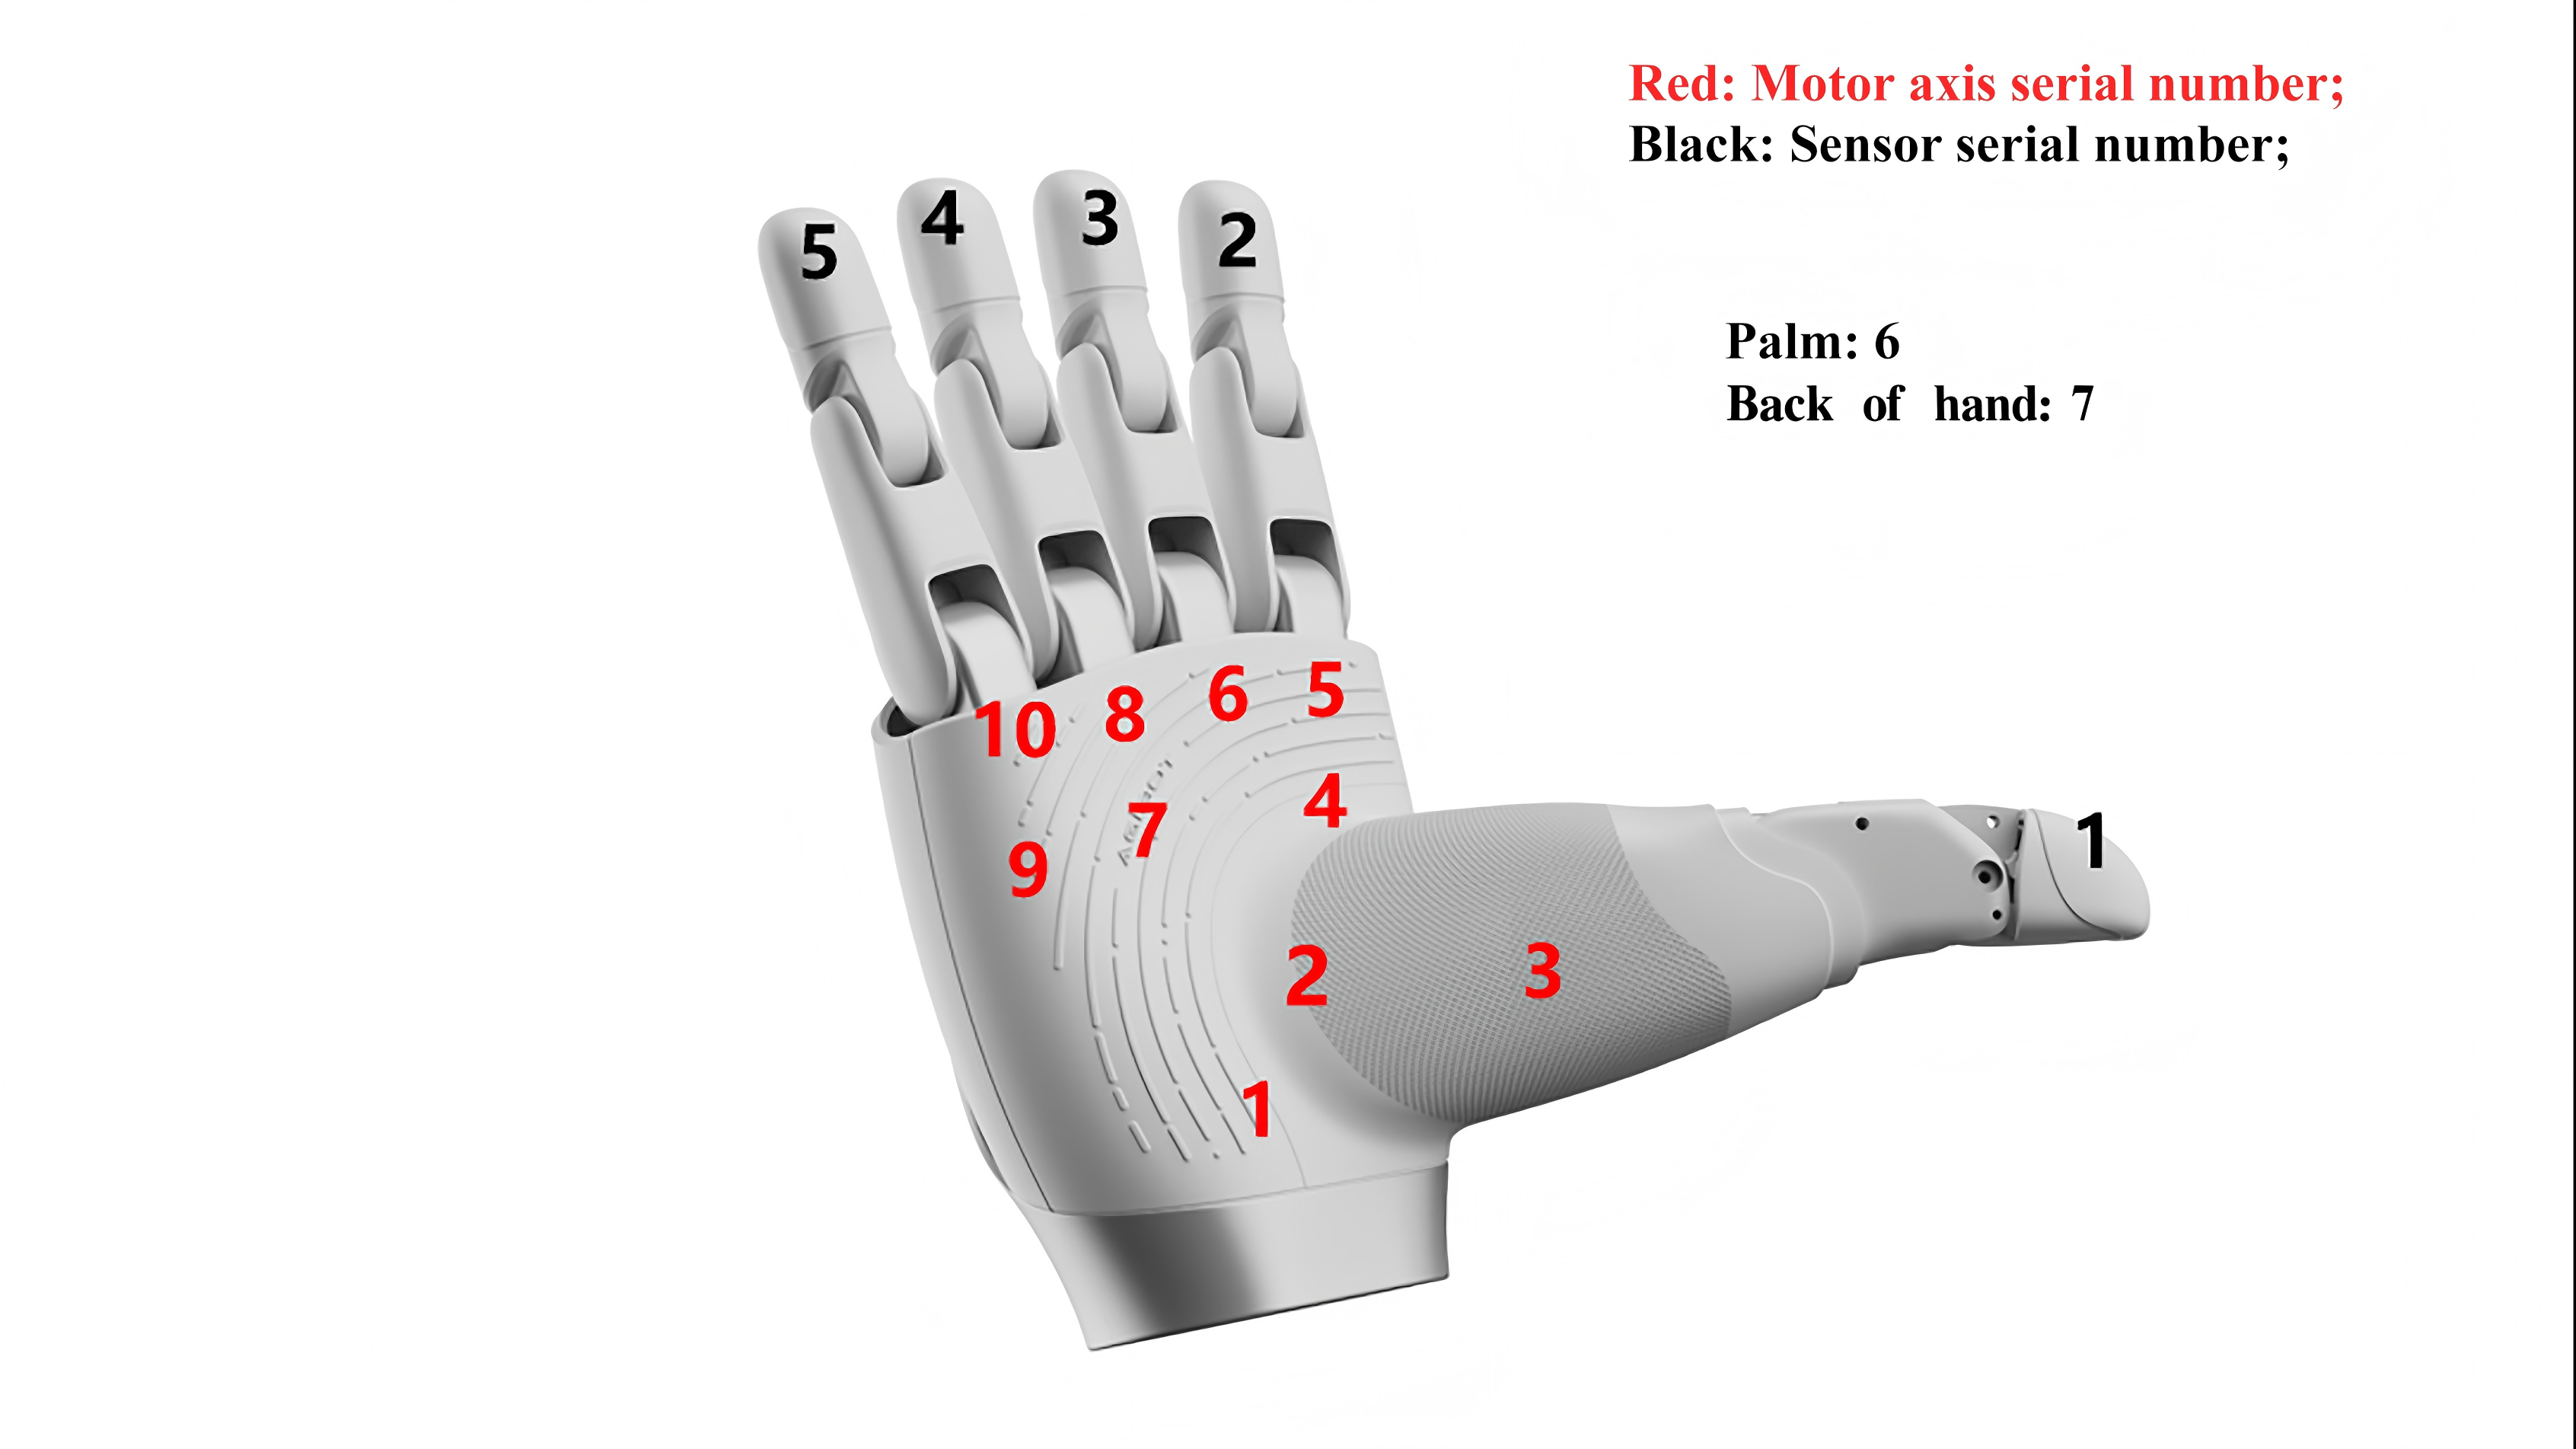 Red: Motor axis serial number;
Black: Sensor serial number;
5 4 3 2
Palm: 6
Back of hand: 7
10 8 6 5
7 4
9
1
2 3
1